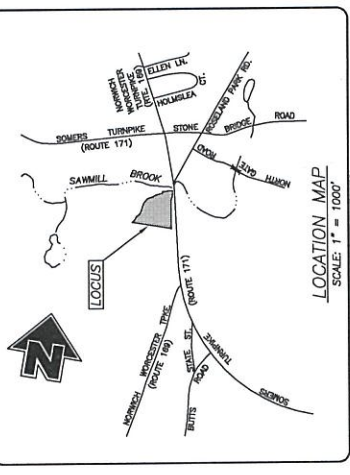 NORWICH
WORCESTER
TURNPIKE
(RTE. 169)
ELLEN LN.
HOLMSLEA
CT.
SOMERS TURNPIKE
(ROUTE 171)
STONE BRIDGE ROAD
ROSELAND PARK RD.
NORTH
GATE
ROAD
SAWMILL BROOK
LOCUS
(ROUTE 171)
NORWICH WORCESTER TPKE
(ROUTE 169)
BUTTS STATE ST.
ROAD
SOMERS TURNPIKE
N
LOCATION MAP
SCALE: 1" = 1000'